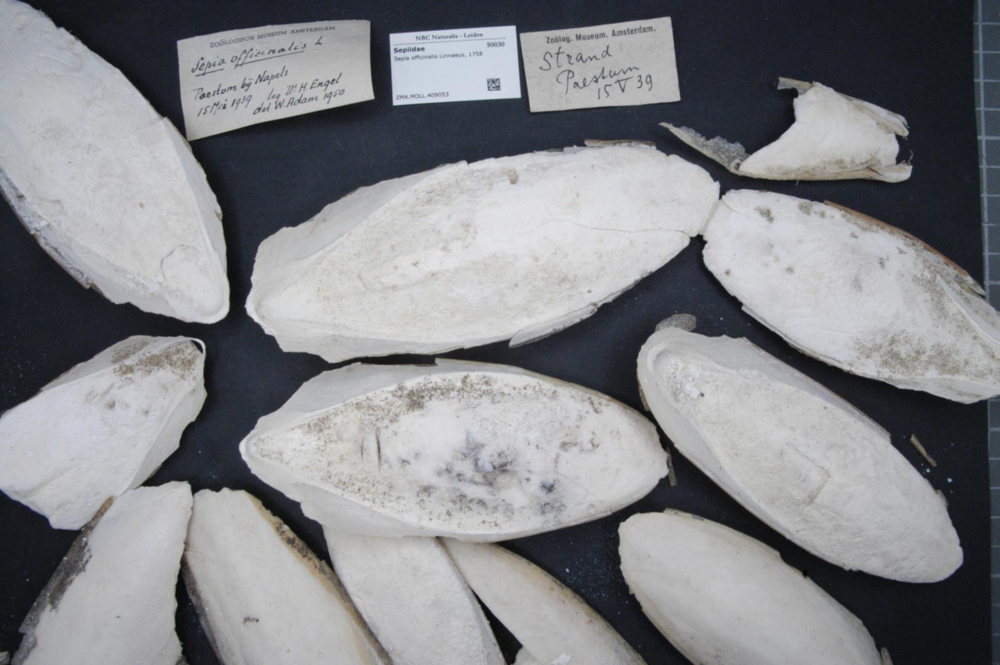 ZOÖLOGISCH MUSEUM AMSTERDAM
Sepia officinalis L
Paestum bÿ Napels
15 Mei 1939 leg Dr. H. Engel
det. W. Adam 1950
NBC Naturalis - Leiden
Sepiidae 50030
Sepia officinalis Linnaeus, 1758
ZMA.MOLL.409053
Zoölog. Museum. Amsterdam.
Strand
Paestum
15 V 39